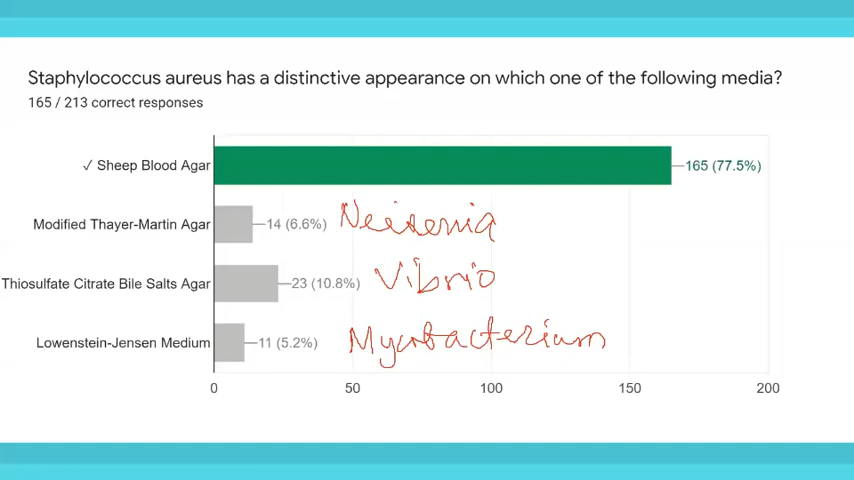 Staphylococcus aureus has a distinctive appearance on which one of the following media?
165 / 213 correct responses
✓ Sheep Blood Agar 165 (77.5%)
Modified Thayer-Martin Agar 14 (6.6%) Neisseria
Thiosulfate Citrate Bile Salts Agar 23 (10.8%) Vibrio
Lowenstein-Jensen Medium 11 (5.2%) Mycobacterium
0 50 100 150 200